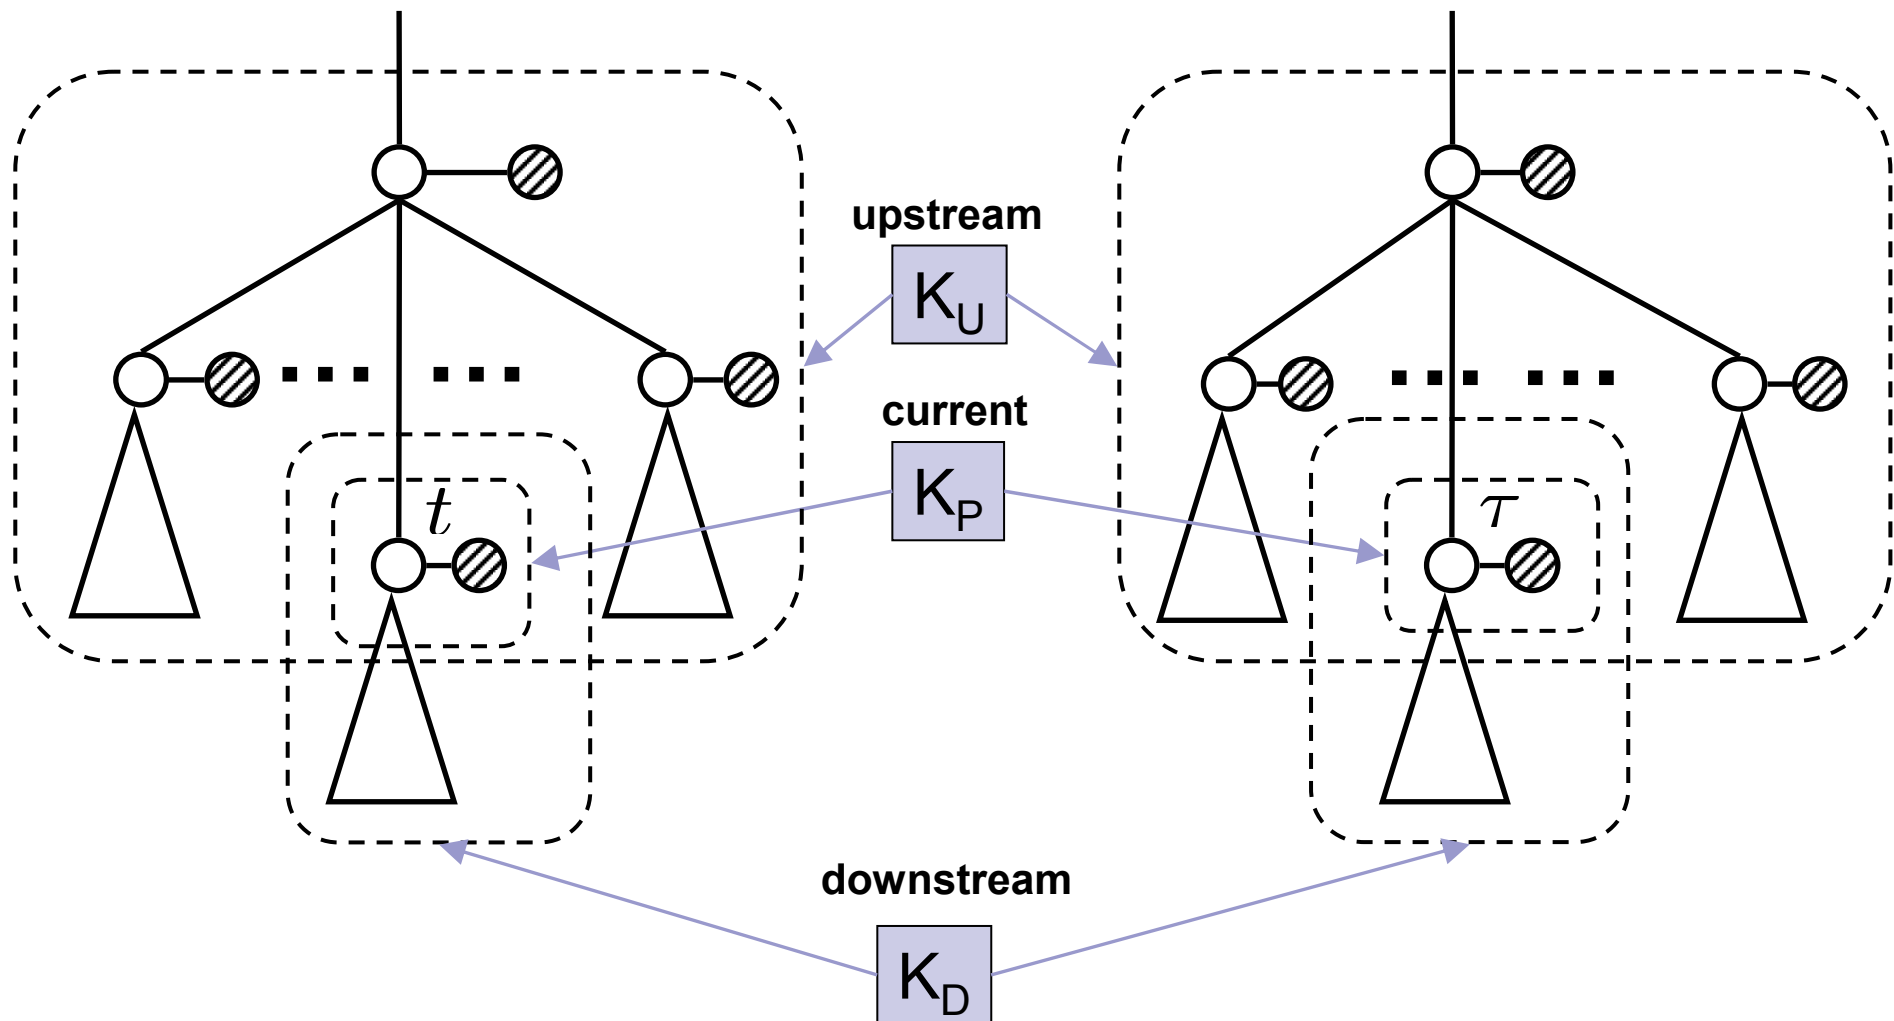 upstream
K_U
current
K_P
t
τ
downstream
K_D